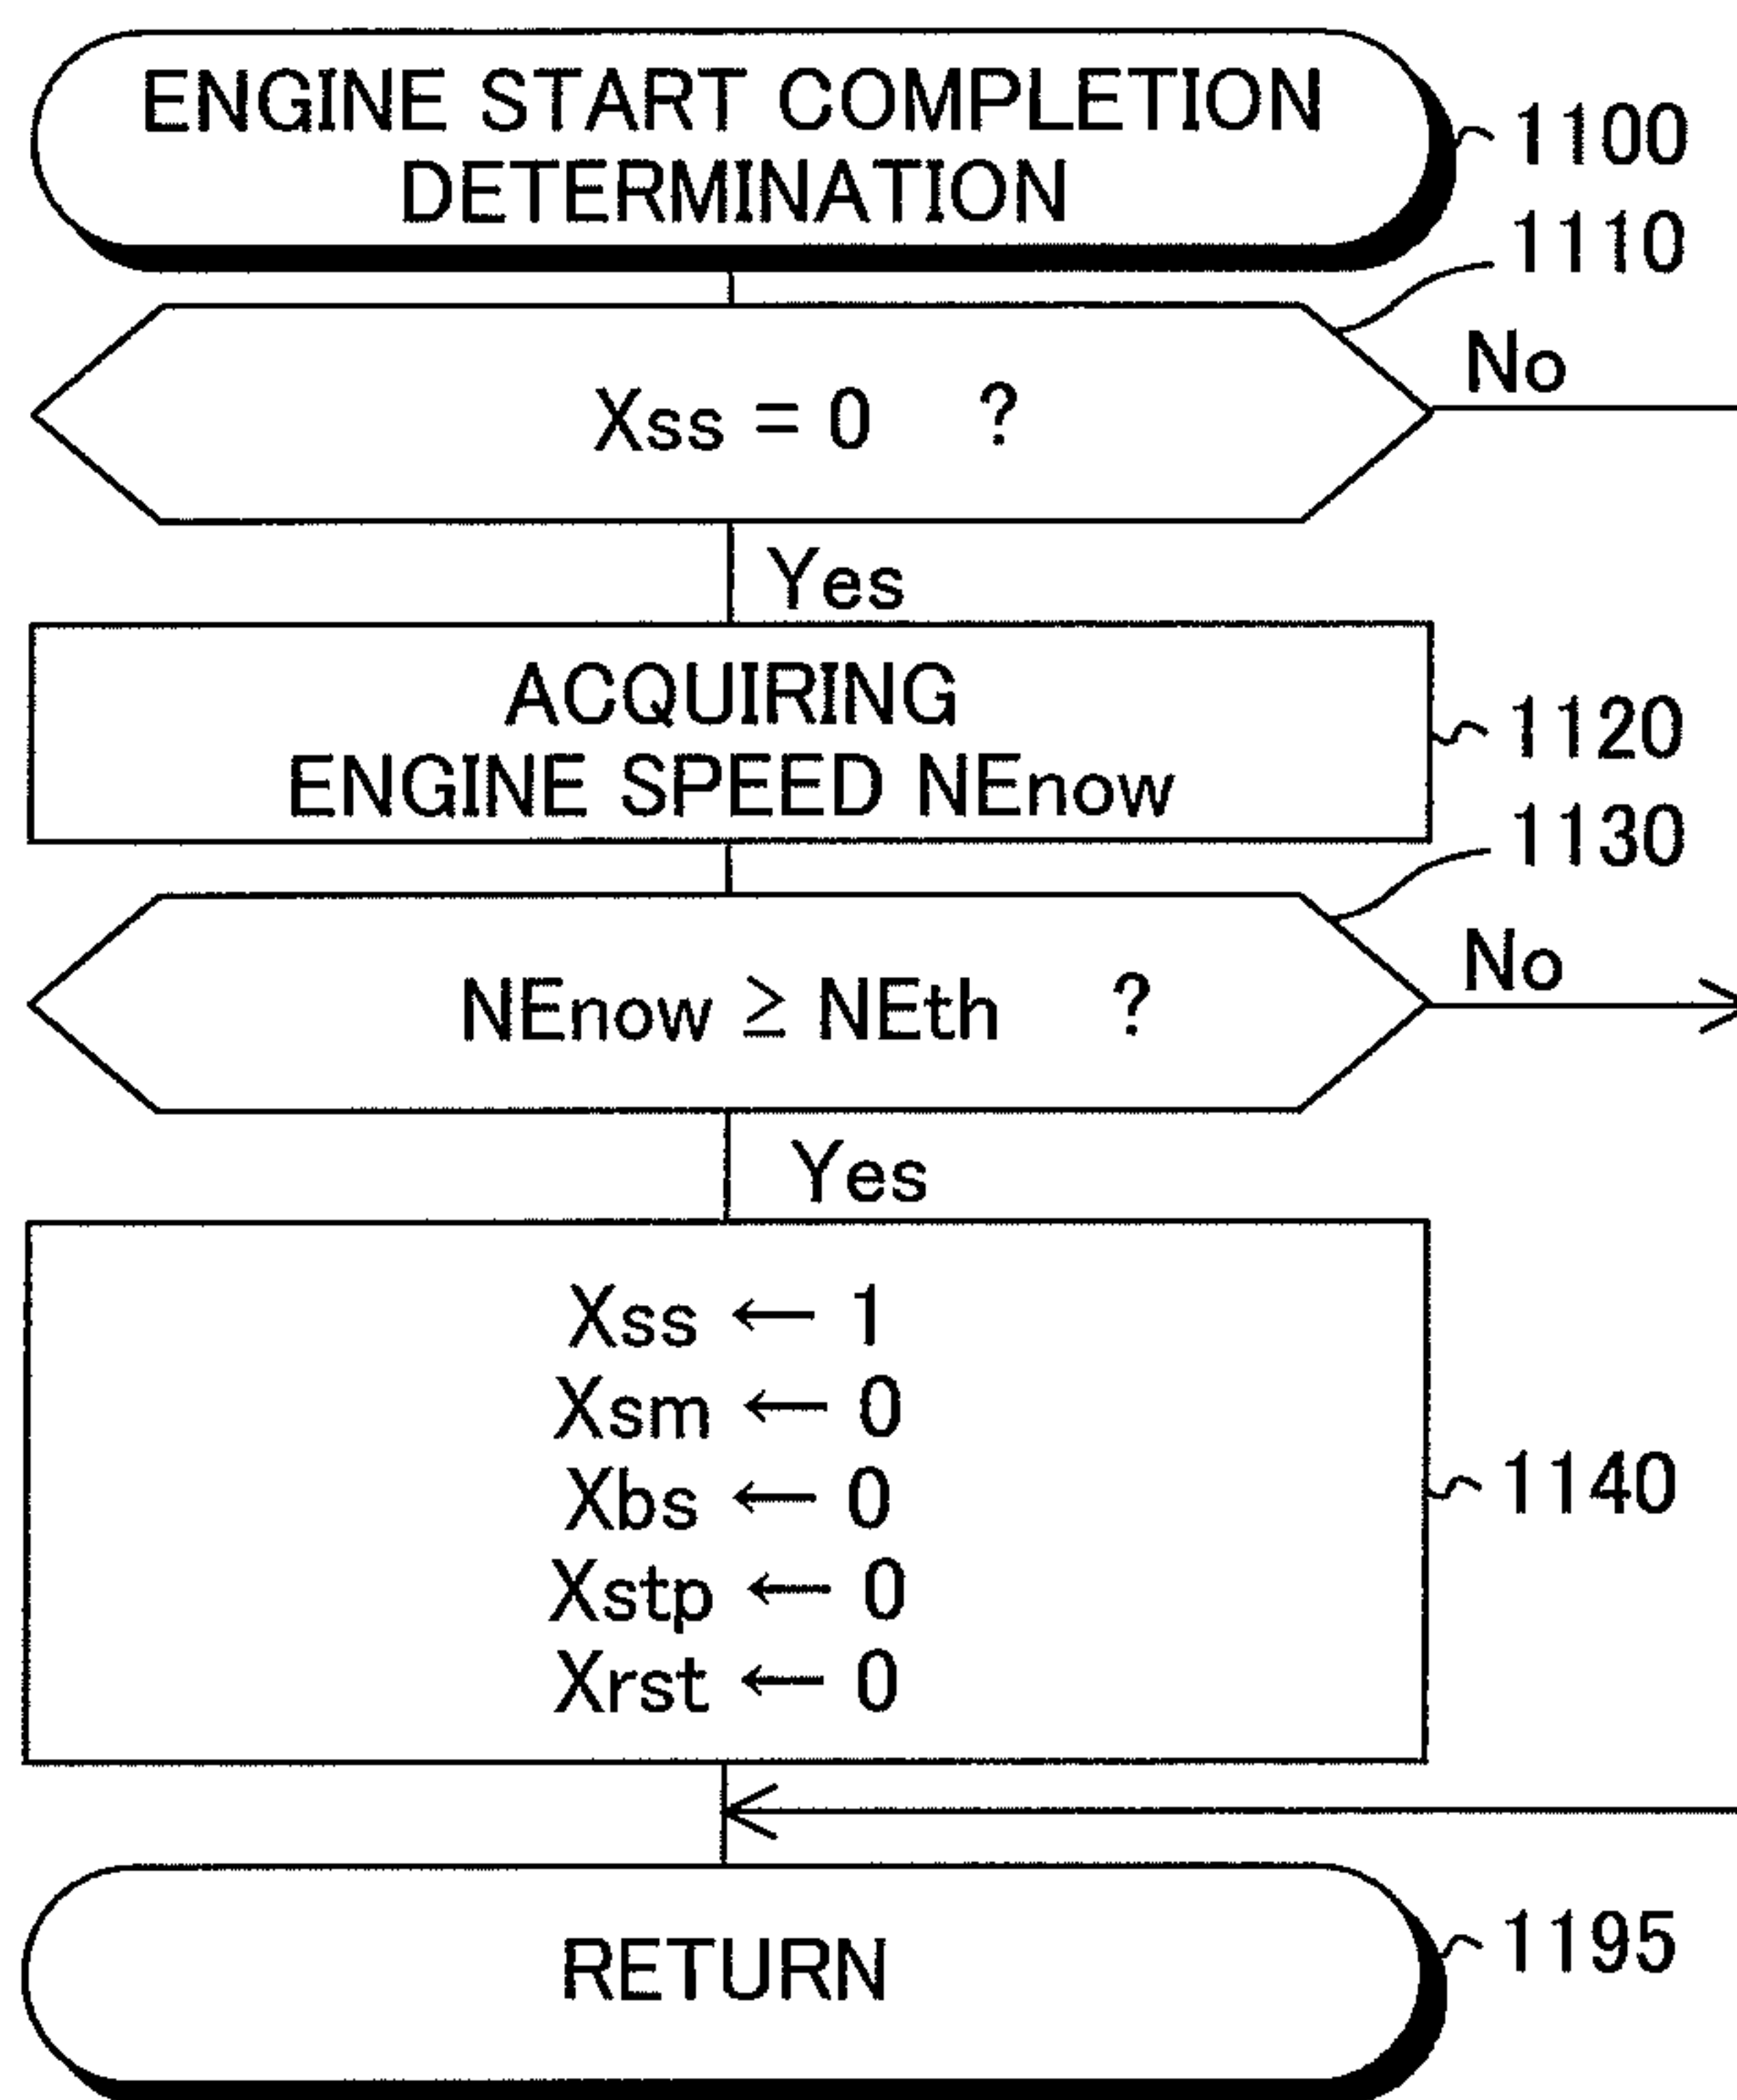 ENGINE START COMPLETION
DETERMINATION
1100
1110
Xss = 0 ?
No
Yes
ACQUIRING
ENGINE SPEED NEnow
1120
1130
NEnow ≥ NEth ?
No
Yes
Xss ← 1
Xsm ← 0
Xbs ← 0
Xstp ← 0
Xrst ← 0
1140
RETURN
1195